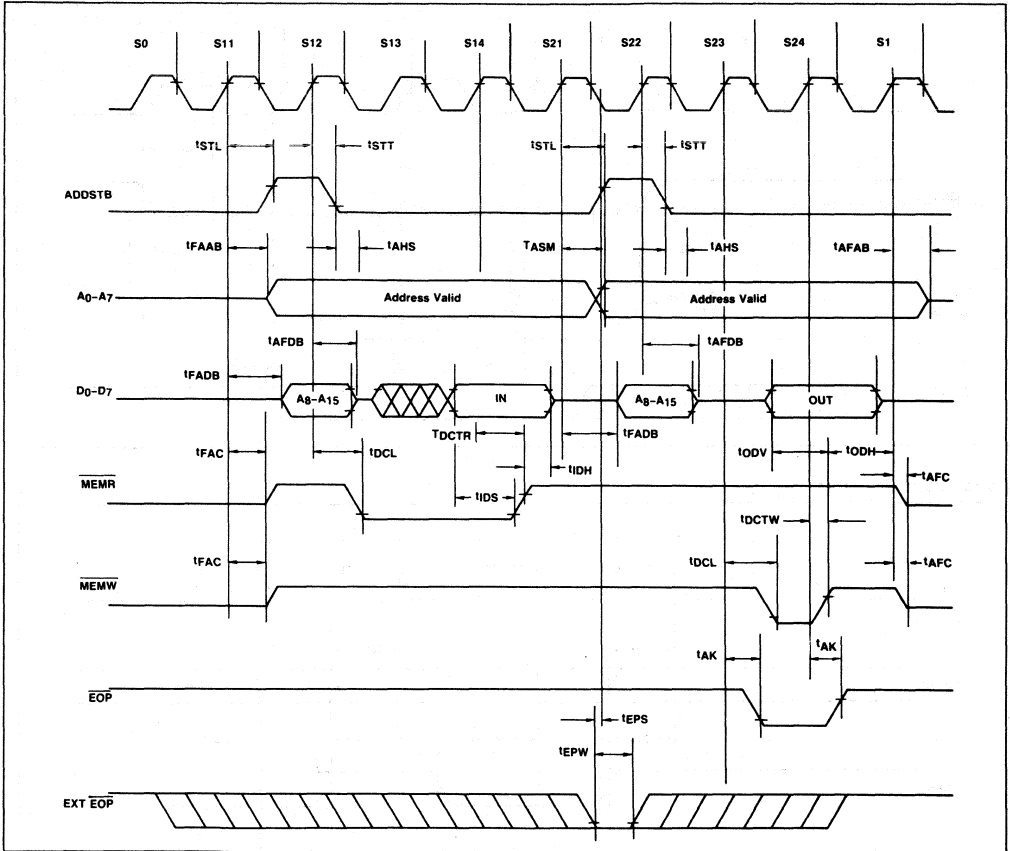 S0 S11 S12 S13 S14 S21 S22 S23 S24 S1
tSTL tSTT tSTL tSTT
ADDSTB
tFAAB tAHS TASM tAHS tAFAB
A0–A7 Address Valid Address Valid
tAFDB tAFDB
tFADB
D0–D7 A8–A15 IN A8–A15 OUT
TDCTR tFADB
tFAC tDCL tIDH tODV tODH
MEMR tIDS tAFC
tDCTW
tFAC tDCL tAFC
MEMW
tAK tAK
EOP
tEPS
tEPW
EXT EOP